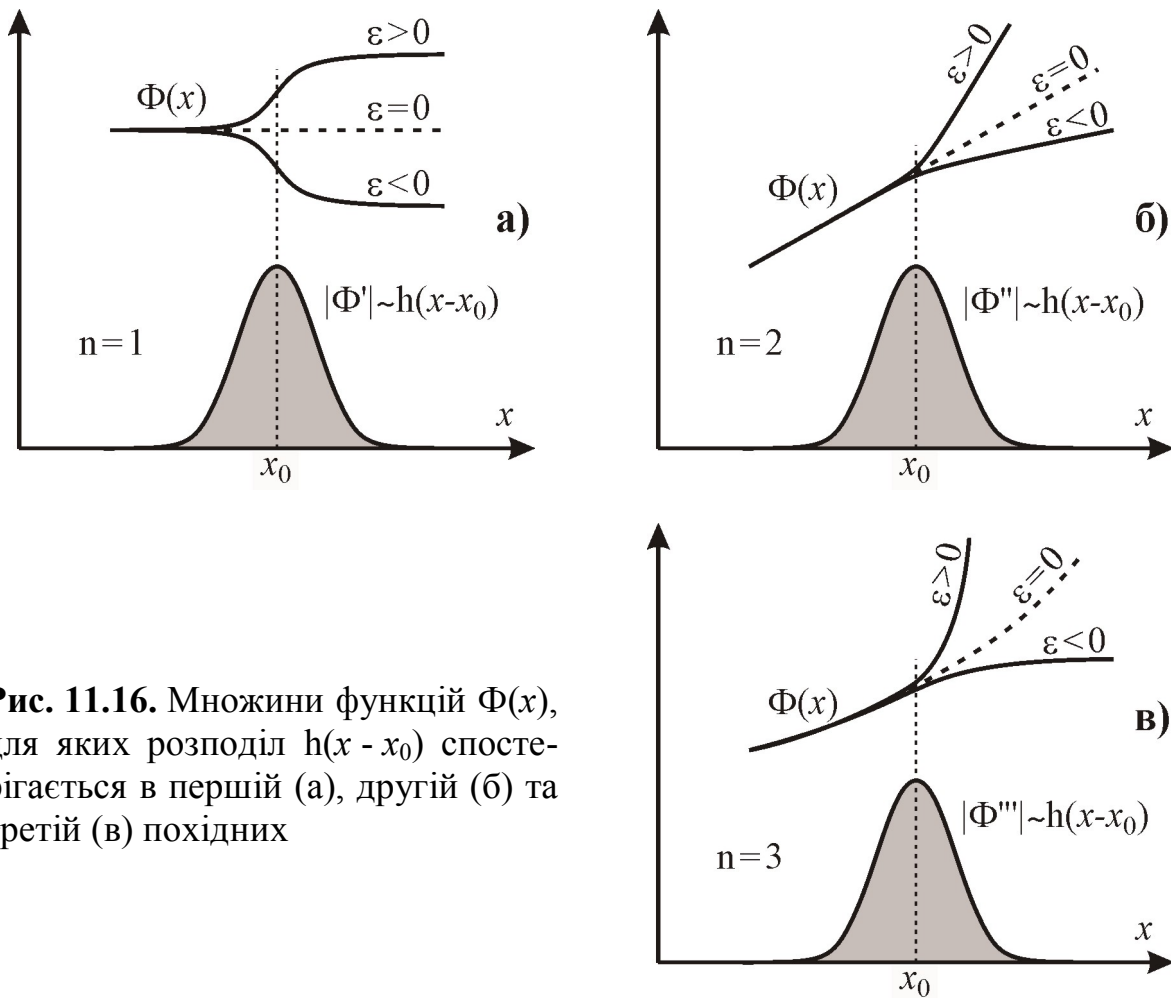 ε>0
Φ(x)
ε=0
ε<0
а)
|Φ'|~h(x-x₀)
n=1
x
x₀
ε>0
ε=0
ε<0
Φ(x)
б)
|Φ''|~h(x-x₀)
n=2
x
x₀
ε>0
ε=0
ε<0
Φ(x)
в)
|Φ'''|~h(x-x₀)
n=3
x
x₀
Рис. 11.16. Множини функцій Φ(x),
для яких розподіл h(x - x₀) спосте-
рігається в першій (а), другій (б) та
третій (в) похідних